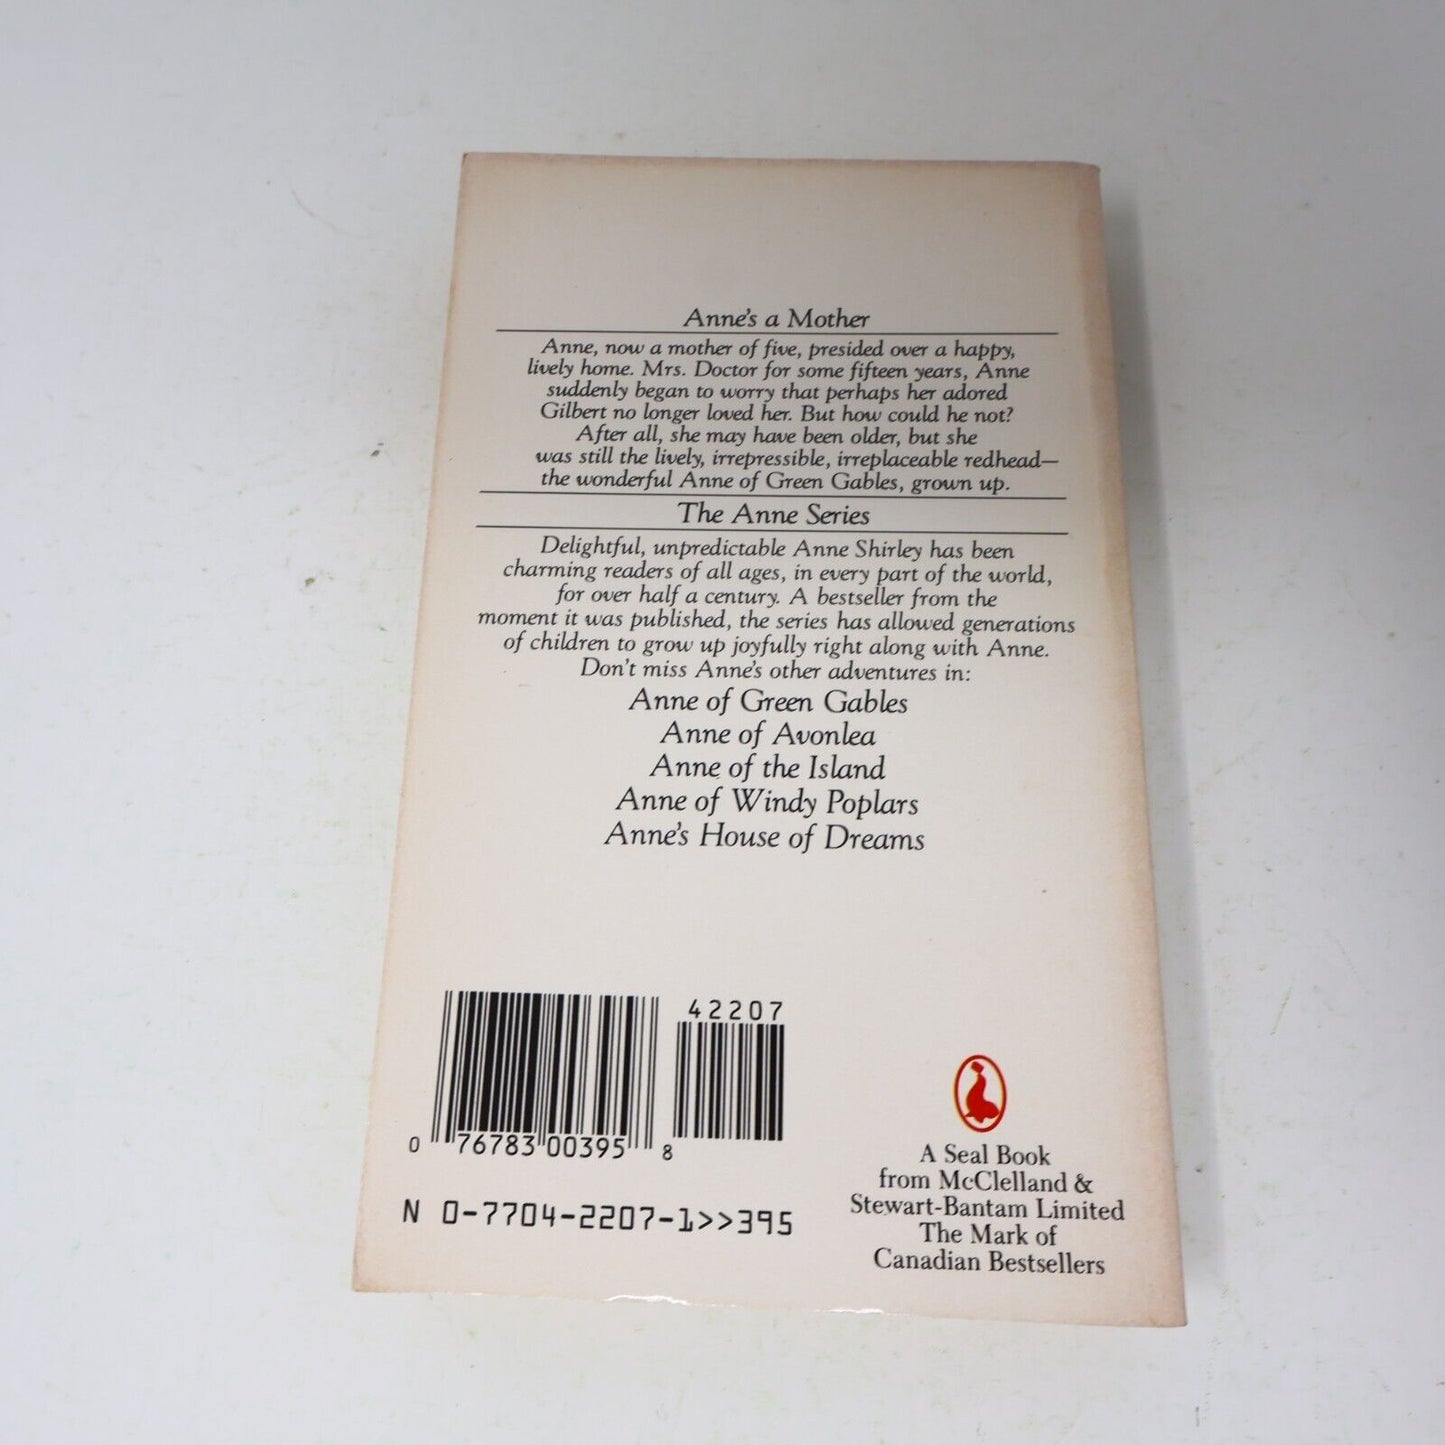 Anne's a Mother
Anne, now a mother of five, presided over a happy,
lively home. Mrs. Doctor for some fifteen years, Anne
suddenly began to worry that perhaps her adored
Gilbert no longer loved her. But how could he not?
After all, she may have been older, but she
was still the lively, irrepressible, irreplaceable redhead—
the wonderful Anne of Green Gables, grown up.
The Anne Series
Delightful, unpredictable Anne Shirley has been
charming readers of all ages, in every part of the world,
for over half a century. A bestseller from the
moment it was published, the series has allowed generations
of children to grow up joyfully right along with Anne.
Don't miss Anne's other adventures in:
Anne of Green Gables
Anne of Avonlea
Anne of the Island
Anne of Windy Poplars
Anne's House of Dreams
42207
0 76783 00395 8
N 0-7704-2207-1>>395
A Seal Book
from McClelland &
Stewart-Bantam Limited
The Mark of
Canadian Bestsellers